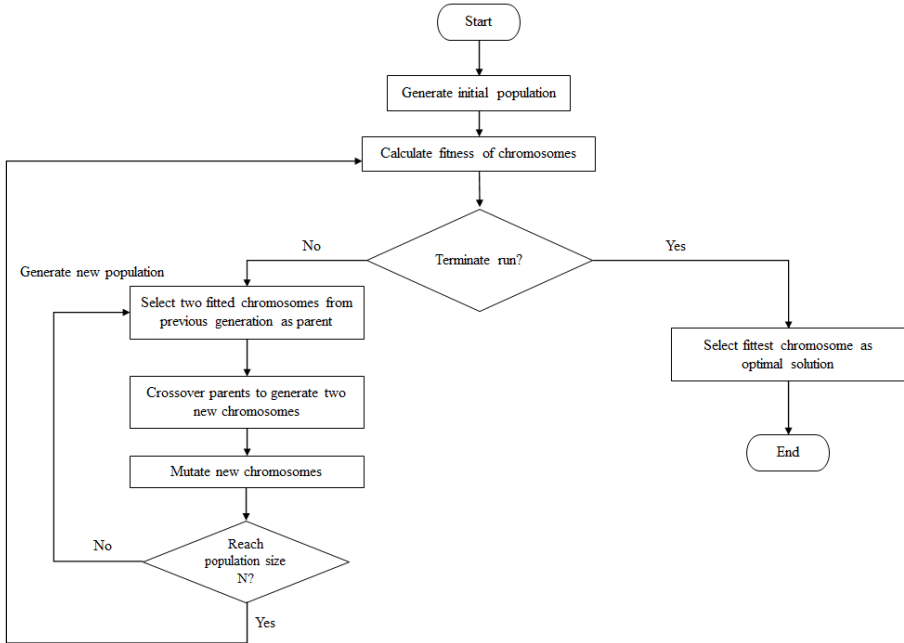 Start
Generate initial population
Calculate fitness of chromosomes
Terminate run?
No
Yes
Generate new population
Select two fitted chromosomes from
previous generation as parent
Select fittest chromosome as
optimal solution
Crossover parents to generate two
new chromosomes
End
Mutate new chromosomes
Reach
population size
N?
No
Yes